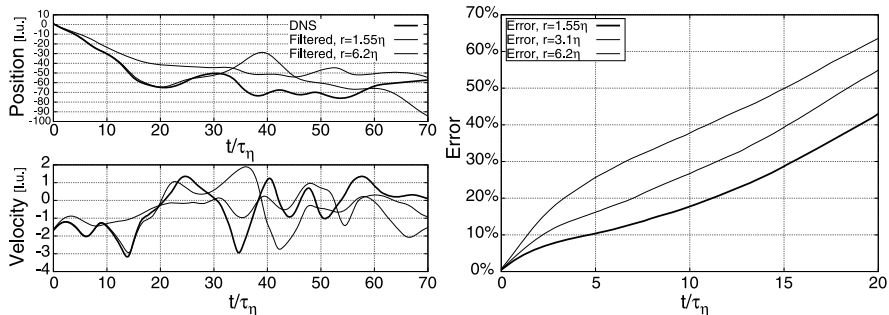 10
0
-10
-20
-30
-40
-50
-60
-70
-80
-90
-100
Position [l.u.]
DNS
Filtered, r=1.55η
Filtered, r=6.2η
0 10 20 30 40 50 60 70
t/τη
2
1
0
-1
-2
-3
-4
Velocity [l.u.]
0 10 20 30 40 50 60 70
t/τη
70%
60%
50%
40%
30%
20%
10%
0%
Error
Error, r=1.55η
Error, r=3.1η
Error, r=6.2η
0 5 10 15 20
t/τη